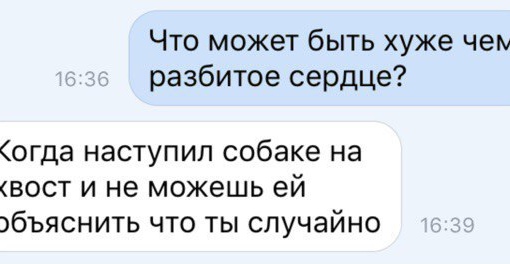 Что может быть хуже чем
16:36
разбитое сердце?
Когда наступил собаке на
хвост и не можешь ей
объяснить что ты случайно
16:39